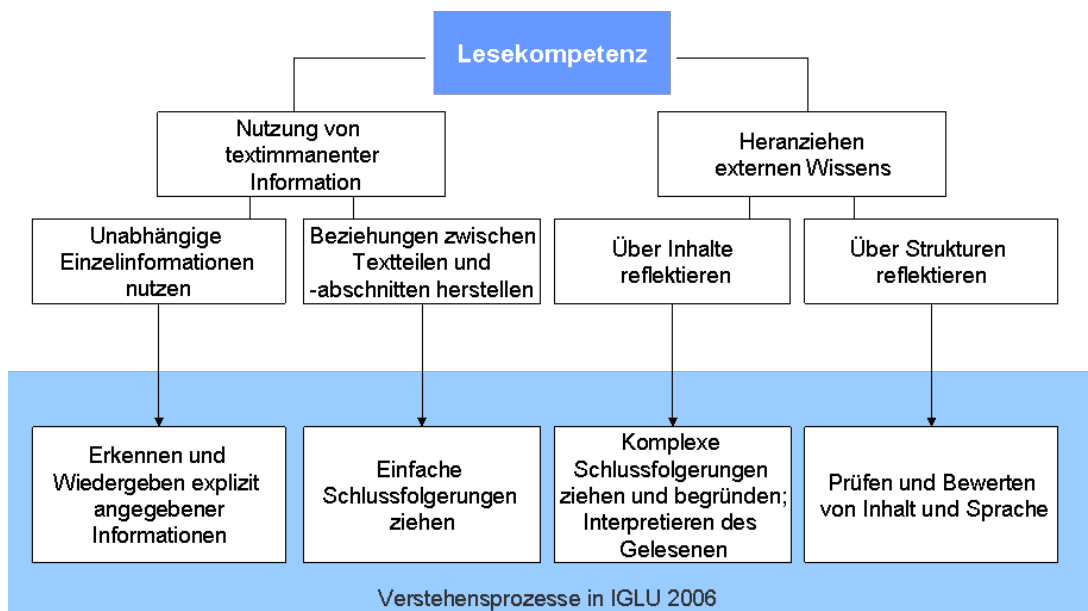 Lesekompetenz
Nutzung von
textimmanenter
Information
Heranziehen
externen Wissens
Unabhängige
Einzelinformationen
nutzen
Beziehungen zwischen
Textteilen und
-abschnitten herstellen
Über Inhalte
reflektieren
Über Strukturen
reflektieren
Erkennen und
Wiedergeben explizit
angegebener
Informationen
Einfache
Schlussfolgerungen
ziehen
Komplexe
Schlussfolgerungen
ziehen und begründen;
Interpretieren des
Gelesenen
Prüfen und Bewerten
von Inhalt und Sprache
Verstehensprozesse in IGLU 2006